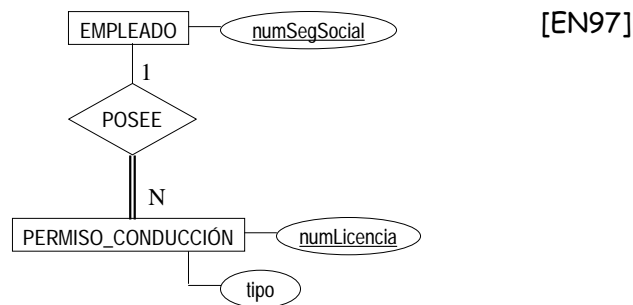 EMPLEADO
numSegSocial
[EN97]
1
POSEE
N
PERMISO_CONDUCCIÓN
numLicencia
tipo